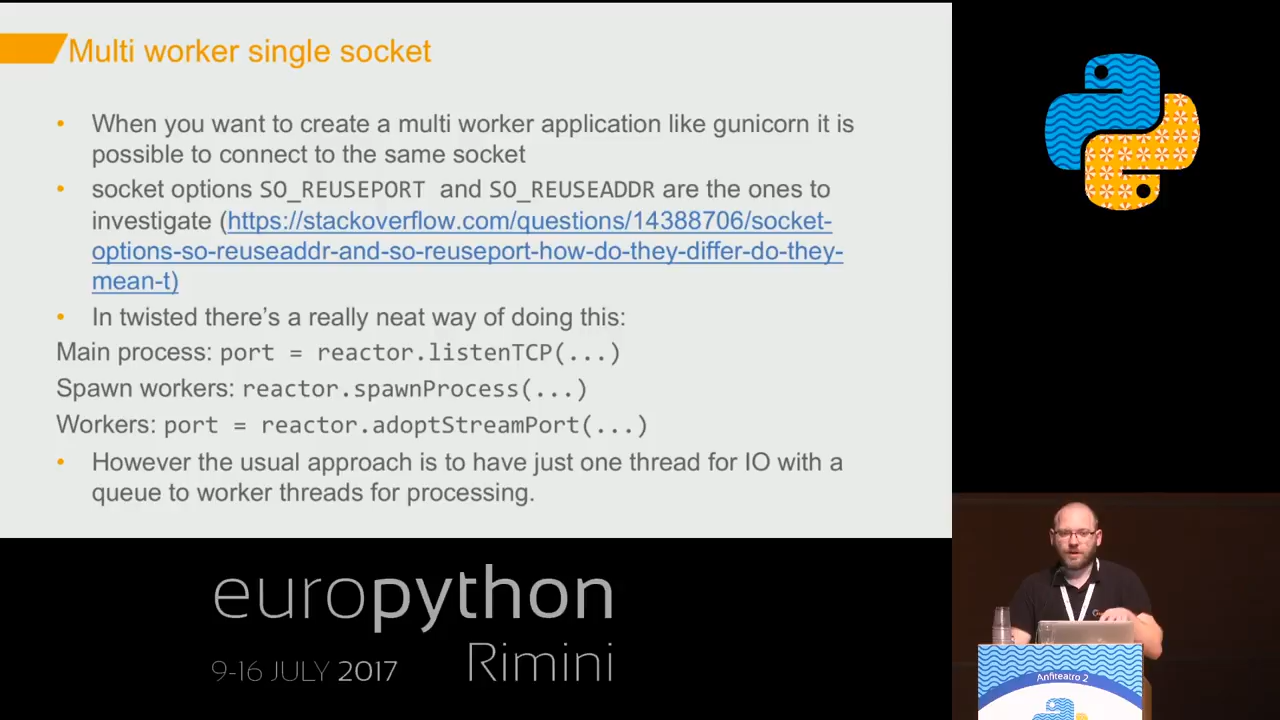 Multi worker single socket
• When you want to create a multi worker application like gunicorn it is
possible to connect to the same socket
• socket options SO_REUSEPORT and SO_REUSEADDR are the ones to
investigate (https://stackoverflow.com/questions/14388706/socket-
options-so-reuseaddr-and-so-reuseport-how-do-they-differ-do-they-
mean-t)
• In twisted there's a really neat way of doing this:
Main process: port = reactor.listenTCP(...)
Spawn workers: reactor.spawnProcess(...)
Workers: port = reactor.adoptStreamPort(...)
• However the usual approach is to have just one thread for IO with a
queue to worker threads for processing.
europython
9-16 JULY 2017 Rimini
Anfiteatro 2